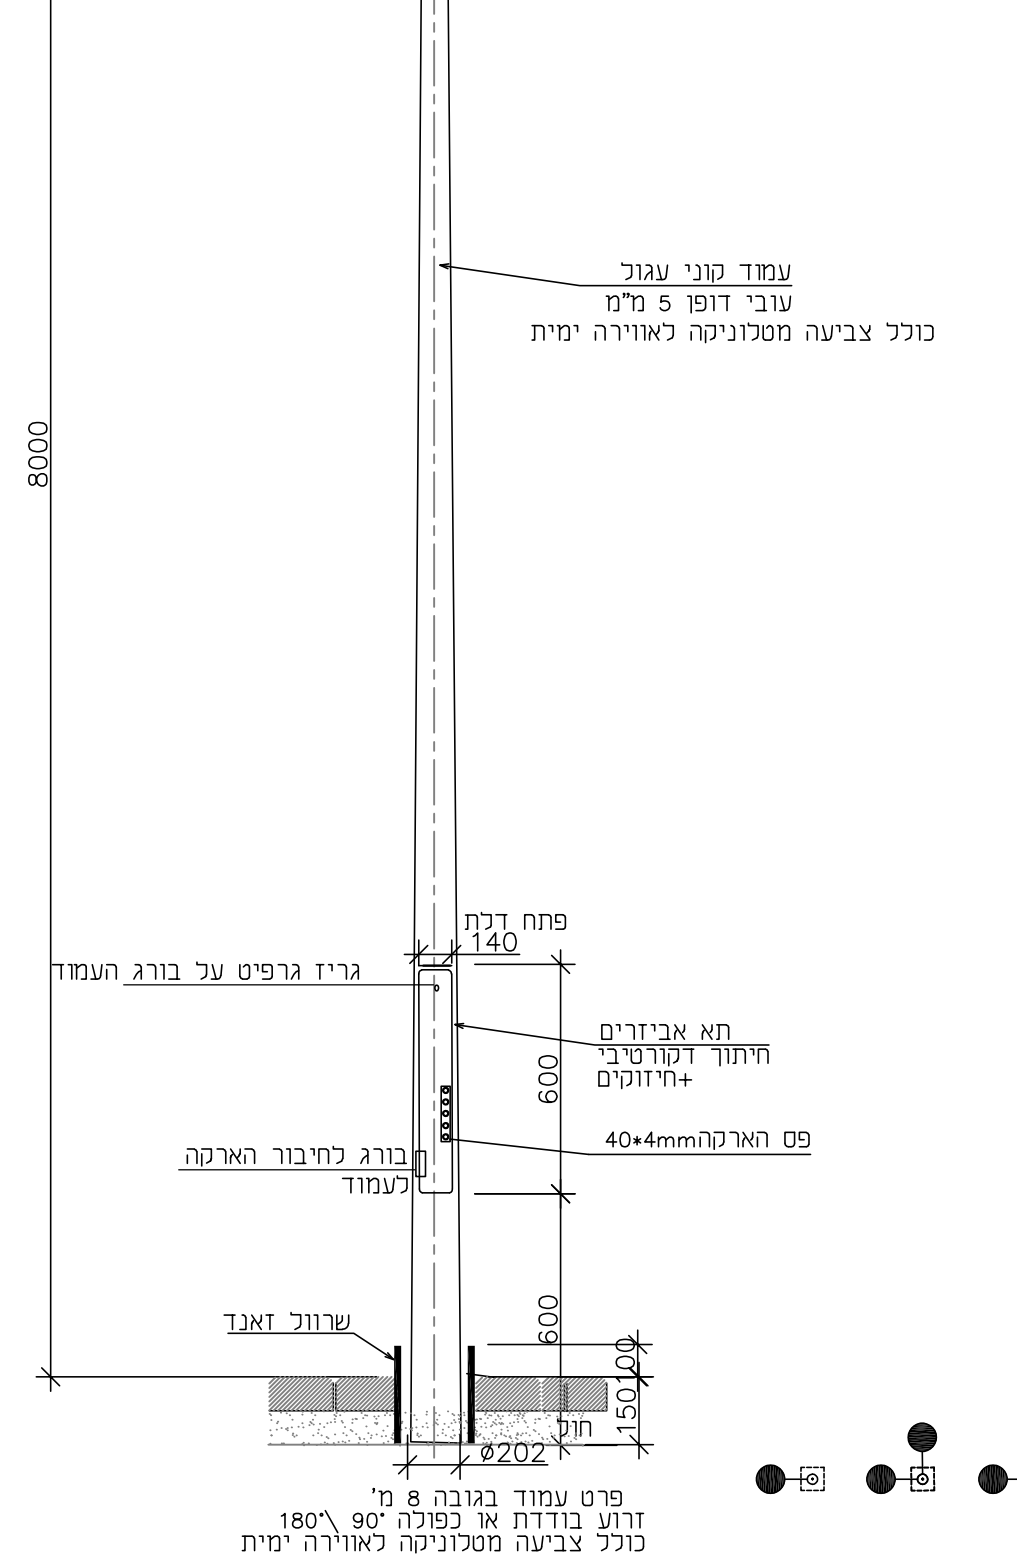 עמוד קוני עגול
עובי דופן 5 מ"מ
כולל צביעה מטלוניקה לאווירה ימית
8000
פתח דלת
140
גריז גרפיט על בורג העמוד
תא אביזרים
חיתוך דקורטיבי
+חיזוקים
600
פס הארקה40*4mm
בורג לחיבור הארקה
לעמוד
שרוול זאנד
600
100
150
חול
ø202
פרט עמוד בגובה 8 מ'
זרוע בודדת או כפולה 90°\180°
כולל צביעה מטלוניקה לאווירה ימית